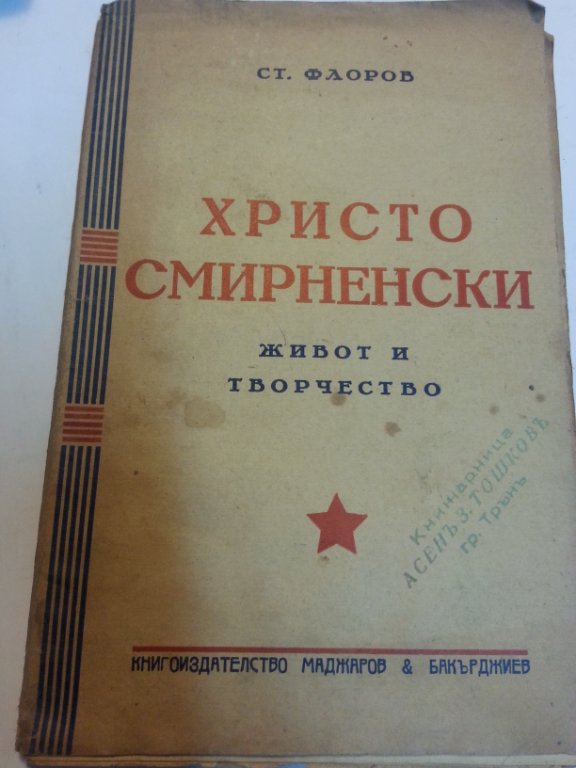 СТ. ФЛОРОВ
ХРИСТО
СМИРНЕНСКИ
ЖИВОТ И
ТВОРЧЕСТВО
Книжарница
АСЕНЪ З. ТОШКОВЪ
гр. Трънъ
КНИГОИЗДАТЕЛСТВО МАДЖАРОВ & БАКЪРДЖИЕВ